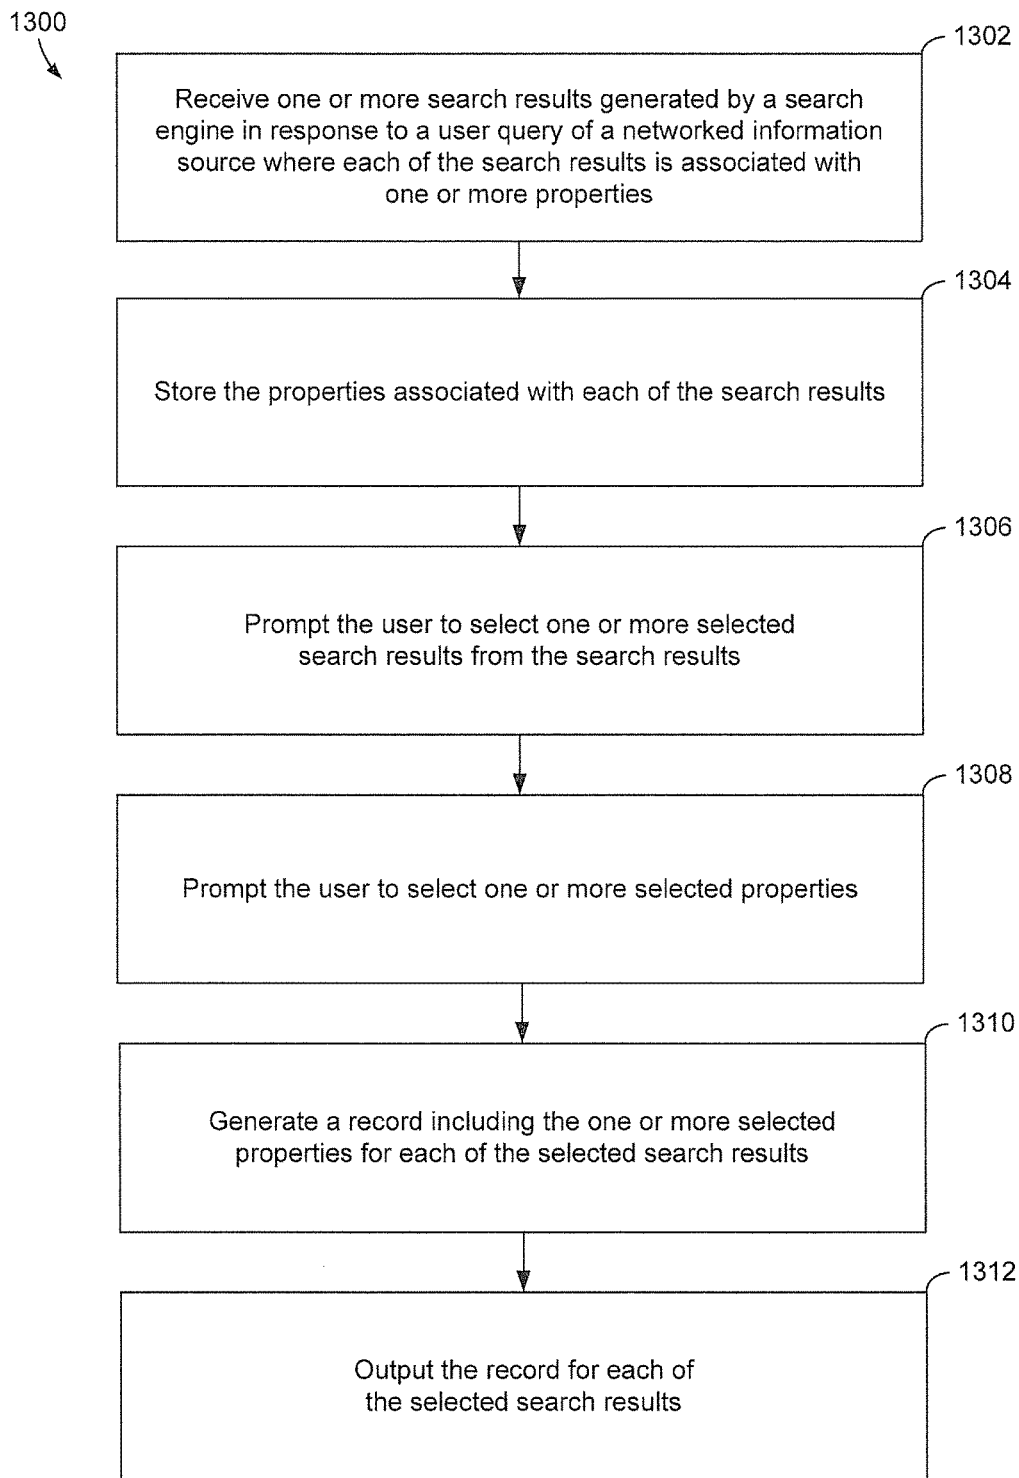 1300
1302
Receive one or more search results generated by a search
engine in response to a user query of a networked information
source where each of the search results is associated with
one or more properties
1304
Store the properties associated with each of the search results
1306
Prompt the user to select one or more selected
search results from the search results
1308
Prompt the user to select one or more selected properties
1310
Generate a record including the one or more selected
properties for each of the selected search results
1312
Output the record for each of
the selected search results